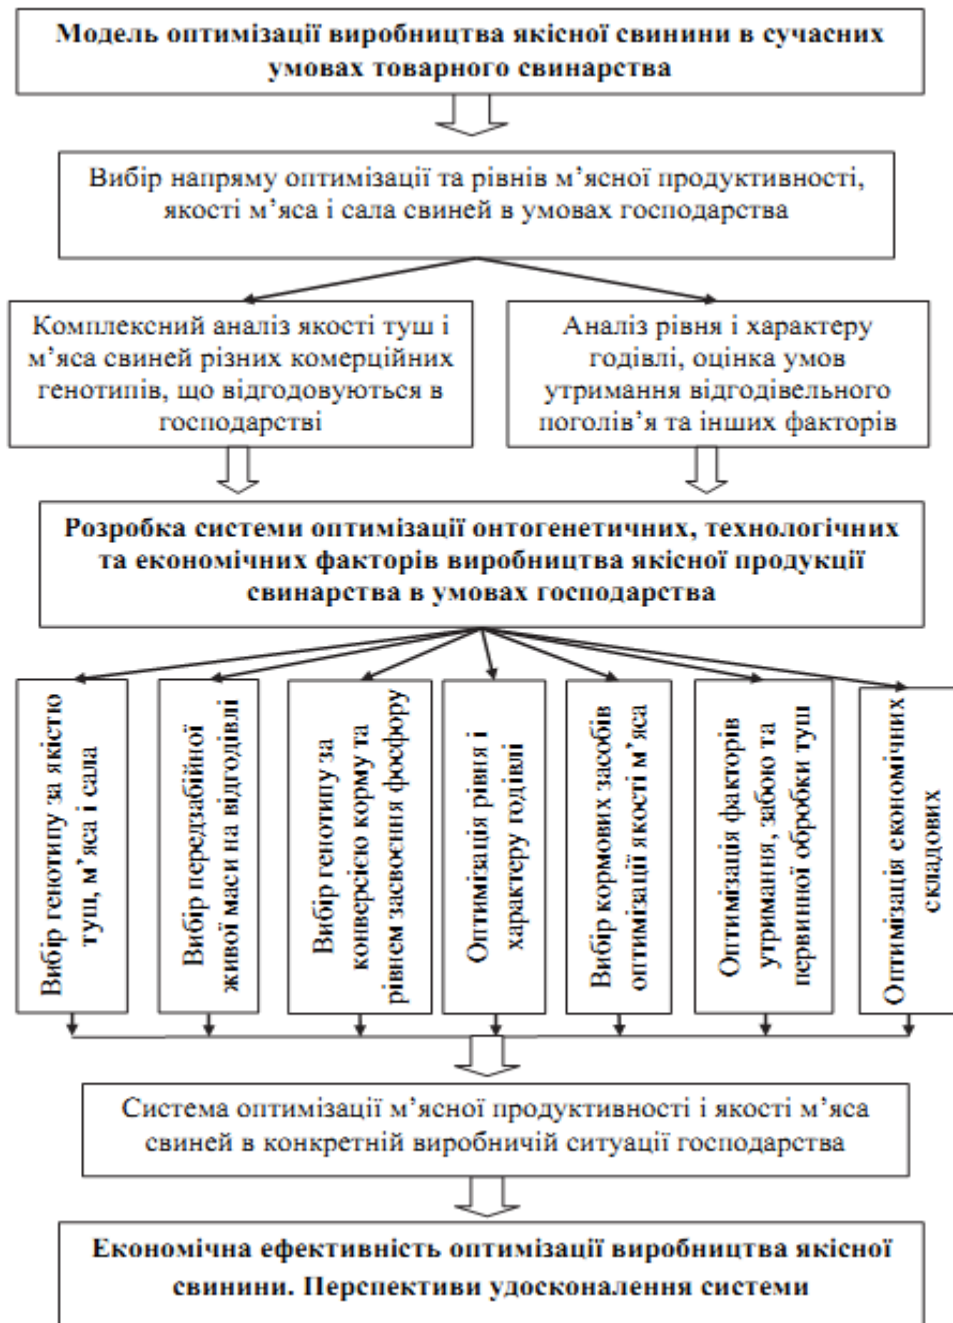 Модель оптимізації виробництва якісної свинини в сучасних
умовах товарного свинарства
Вибір напряму оптимізації та рівнів м’ясної продуктивності,
якості м’яса і сала свиней в умовах господарства
Комплексний аналіз якості туш і
м’яса свиней різних комерційних
генотипів, що відгодовуються в
господарстві
Аналіз рівня і характеру
годівлі, оцінка умов
утримання відгодівельного
поголів’я та інших факторів
Розробка системи оптимізації онтогенетичних, технологічних
та економічних факторів виробництва якісної продукції
свинарства в умовах господарства
Вибір генотипу за якістю
туш, м’яса і сала
Вибір передзабійної
живої маси на відгодівлі
Вибір генотипу за
конверсією корму та
рівнем засвоєння фосфору
Оптимізація рівня і
характеру годівлі
Вибір кормових засобів
оптимізації якості м’яса
Оптимізація факторів
утримання, забою та
первинної обробки туш
Оптимізація економічних
складових
Система оптимізації м’ясної продуктивності і якості м’яса
свиней в конкретній виробничій ситуації господарства
Економічна ефективність оптимізації виробництва якісної
свинини. Перспективи удосконалення системи